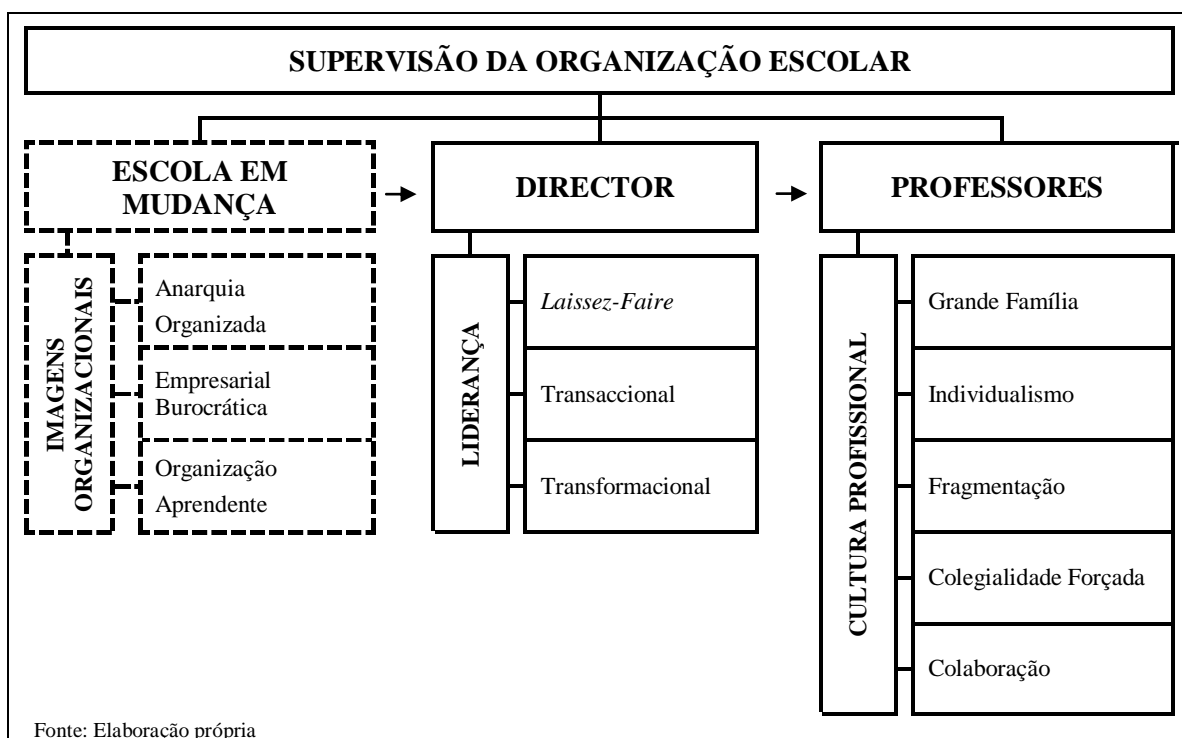 SUPERVISÃO DA ORGANIZAÇÃO ESCOLAR
ESCOLA EM
MUDANÇA
IMAGENS
ORGANIZACIONAIS
Anarquia
Organizada
Empresarial
Burocrática
Organização
Aprendente
DIRECTOR
LIDERANÇA
Laissez-Faire
Transaccional
Transformacional
PROFESSORES
CULTURA PROFISSIONAL
Grande Família
Individualismo
Fragmentação
Colegialidade Forçada
Colaboração
Fonte: Elaboração própria